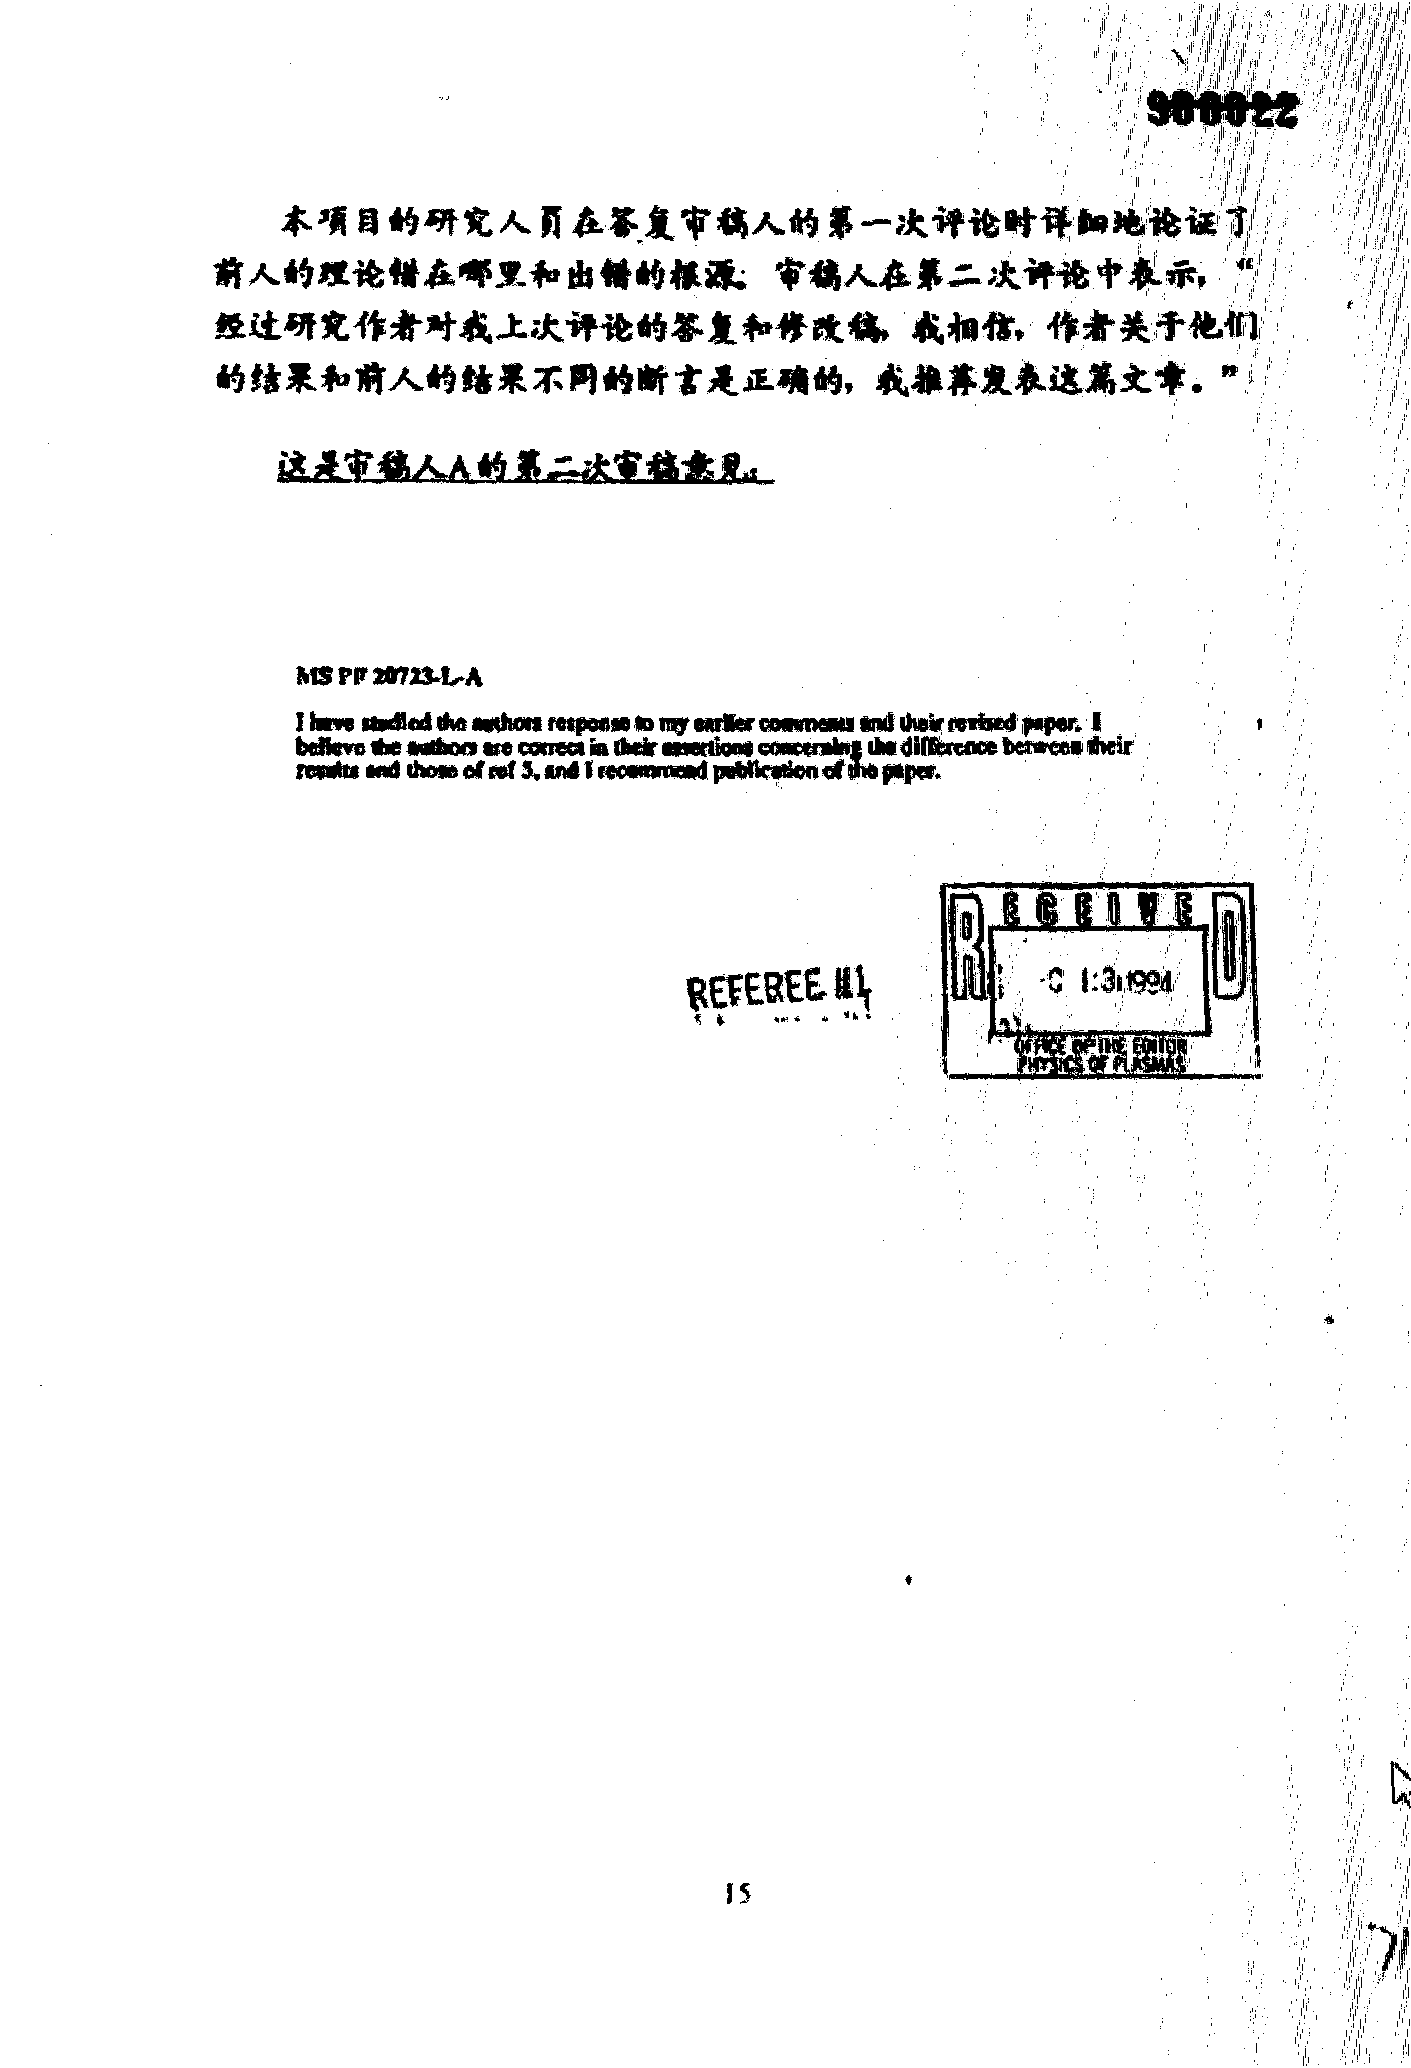 900022
本项目的研究人员在答复审稿人的第一次评论时详细地论证了
前人的理论错在哪里和出错的根源。审稿人在第二次评论中表示，“
经过研究作者对我上次评论的答复和修改稿，我相信，作者关于他们
的结果和前人的结果不同的断言是正确的，我推荐发表这篇文章。”
这是审稿人A的第二次审稿意见。
MS PF 20723-L-A
I have studied the authors response to my earlier comments and their revised paper. I
believe the authors are correct in their assertions concerning the difference between their
results and those of ref 3, and I recommend publication of the paper.
RECEIVED
REFEREE #1
1994
OFFICE OF THE EDITOR
PHYSICS OF PLASMAS
15